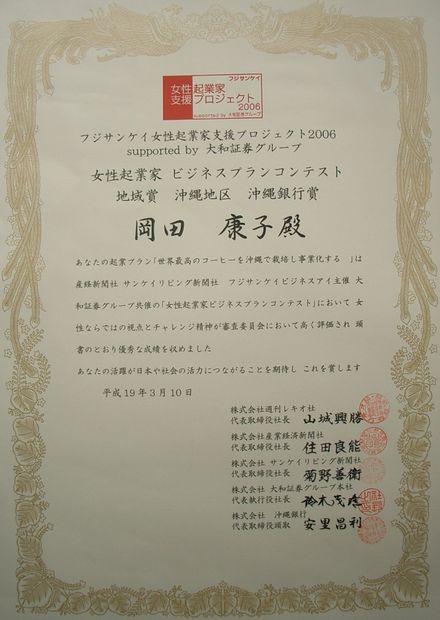 フジサンケイ
女性 起業家
支援 プロジェクト
2006
supported by 大和証券グループ
フジサンケイ女性起業家支援プロジェクト2006
supported by 大和証券グループ
女性起業家 ビジネスプランコンテスト
地域賞 沖縄地区 沖縄銀行賞
岡田 康子殿
あなたの起業プラン「世界最高のコーヒーを沖縄で栽培し事業化する 」は
産経新聞社 サンケイリビング新聞社 フジサンケイビジネスアイ主催 大
和証券グループ共催の「女性起業家ビジネスプランコンテスト」において 女
性ならではの視点とチャレンジ精神が審査委員会において高く評価され 頭
書のとおり優秀な成績を収めました
あなたの活躍が日本や社会の活力につながることを期待し これを賞します
平成19年3月10日
株式会社週刊レキオ社
代表取締役社長 山城興勝
株式会社産業経済新聞社
代表取締役社長 住田良能
株式会社 サンケイリビング新聞社
代表取締役社長 菊野善衛
株式会社 大和証券グループ本社
代表執行役社長 鈴木茂晴
株式会社 沖縄銀行
代表取締役頭取 安里昌利